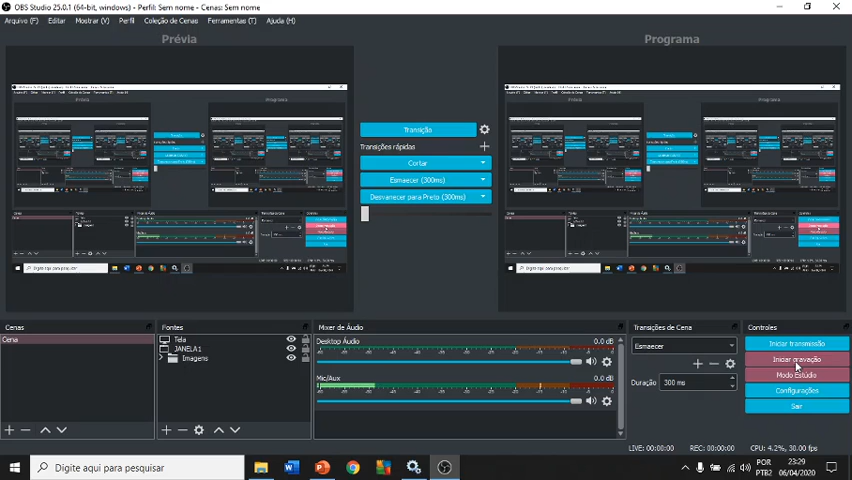 OBS Studio 25.0.1 (64-bit, windows) - Perfil: Sem nome - Cenas: Sem nome
Arquivo (F) Editar Mostrar (V) Perfil Coleção de Cenas Ferramentas (T) Ajuda (H)
Prévia
Programa
Transição
Transições rápidas
Cortar
Esmaecer (300ms)
Desvanecer para Preto (300ms)
Cenas
Cena
Fontes
Tela
JANELA1
Imagens
Mixer de Áudio
Desktop Áudio 0.0 dB
Mic/Aux 0.0 dB
Transições de Cena
Esmaecer
Duração 300 ms
Controles
Iniciar transmissão
Iniciar gravação
Modo Estúdio
Configurações
Sair
LIVE: 00:00:00 REC: 00:00:00 CPU: 4.2%, 30.00 fps
Digite aqui para pesquisar
POR
PTB2
23:29
06/04/2020